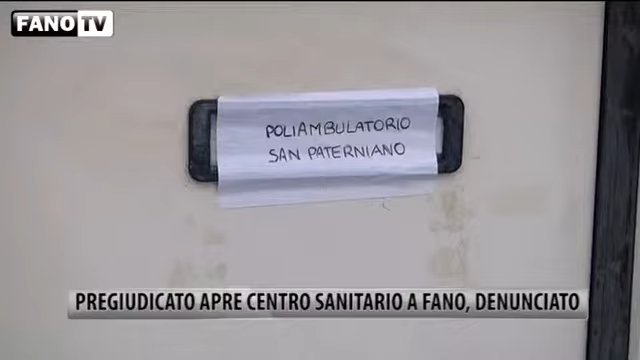 FANO TV
POLIAMBULATORIO
SAN PATERNIANO
PREGIUDICATO APRE CENTRO SANITARIO A FANO, DENUNCIATO